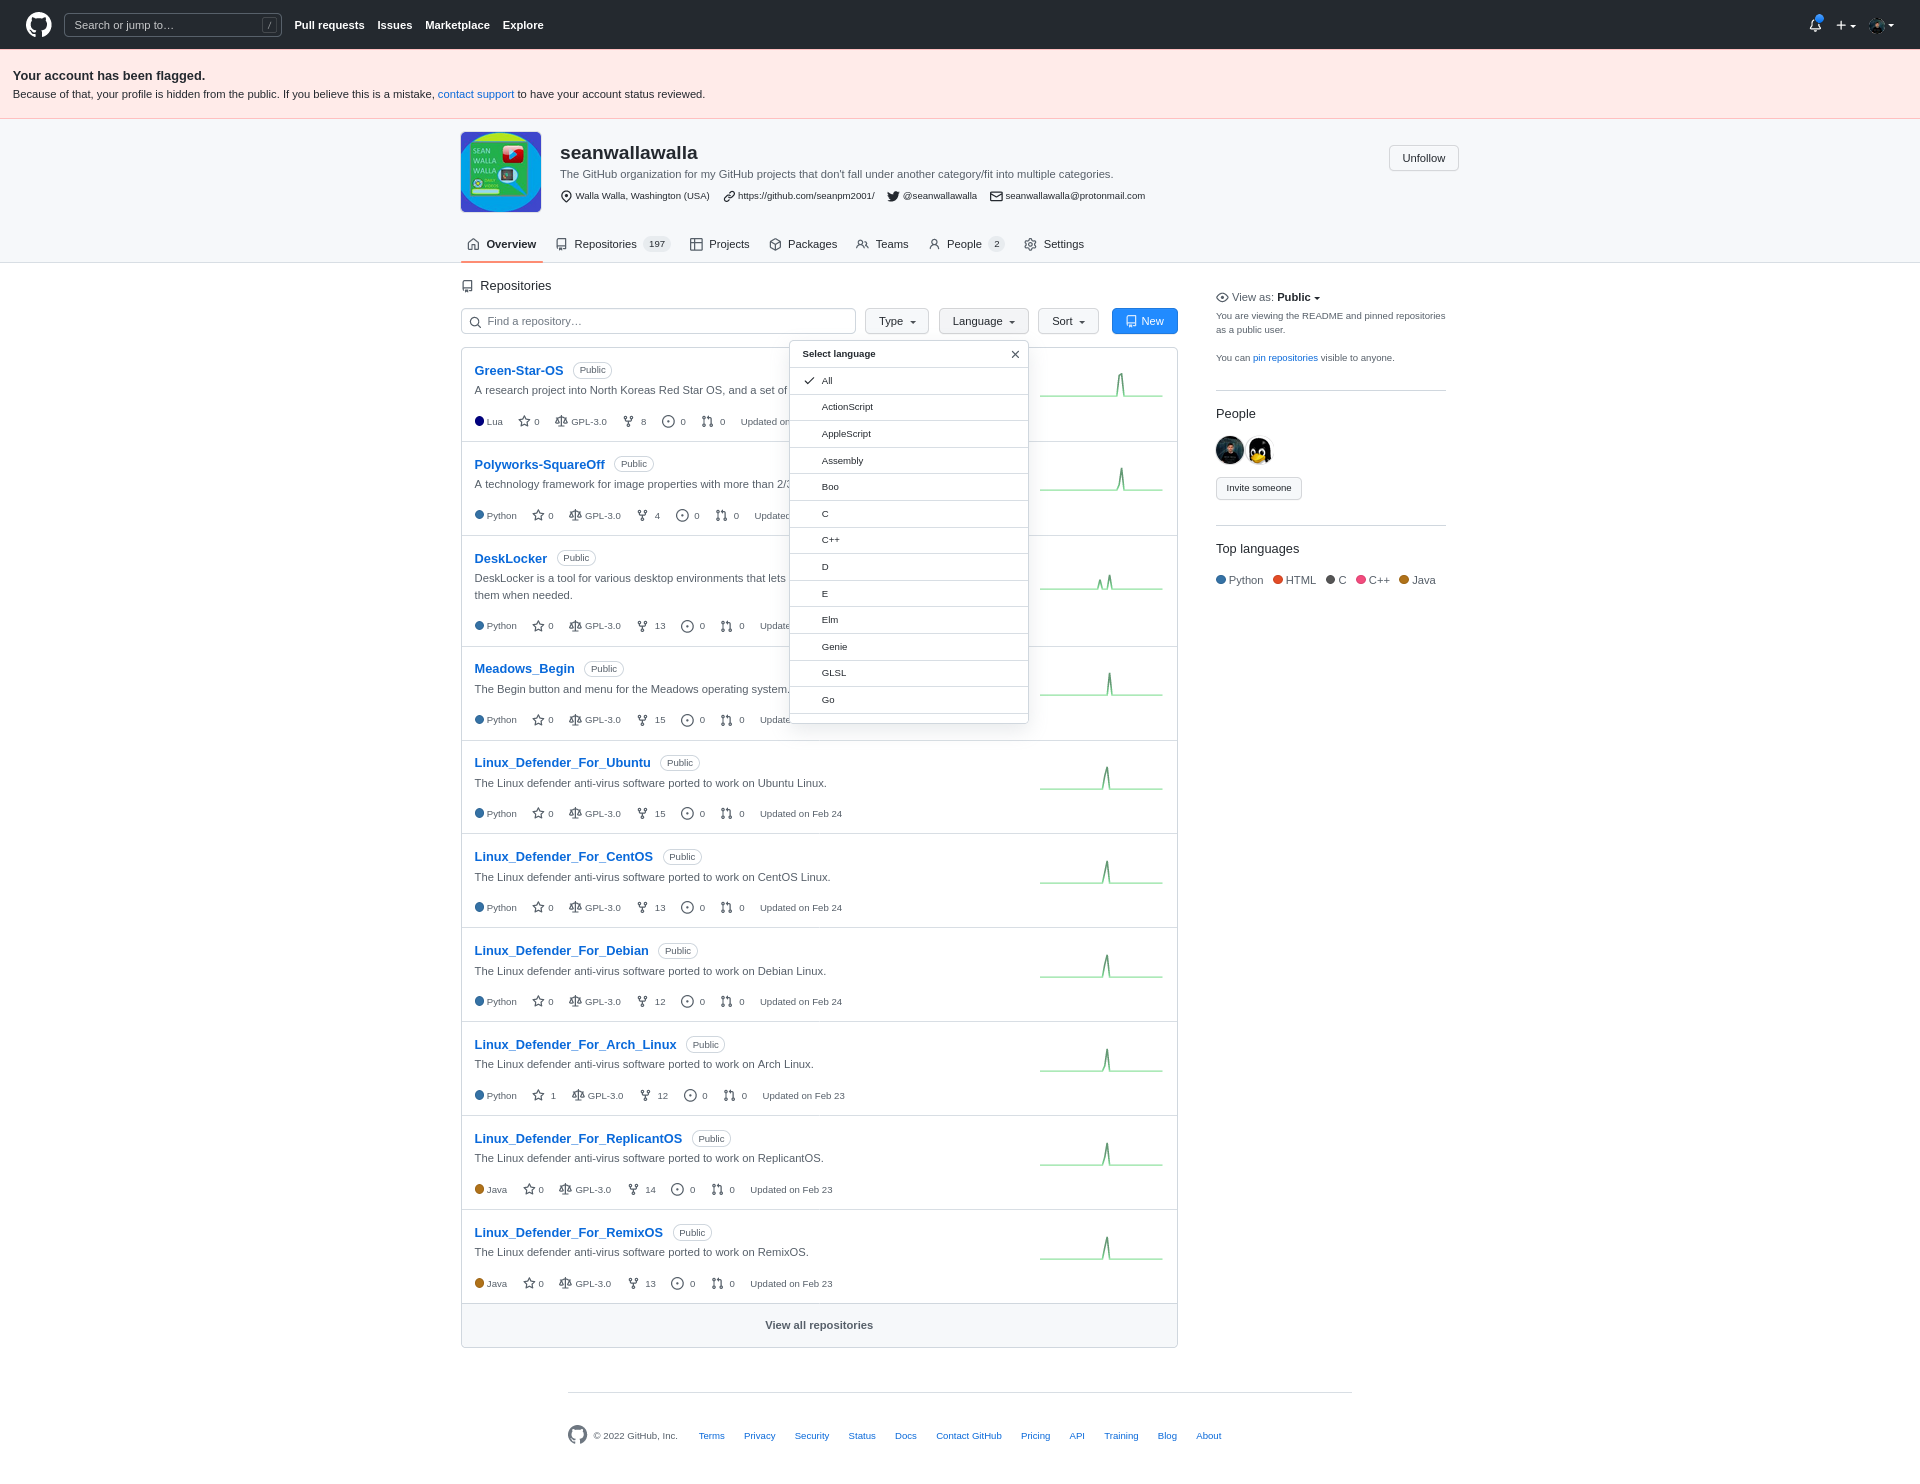 Search or jump to…
/
Pull requests
Issues
Marketplace
Explore
Your account has been flagged.
Because of that, your profile is hidden from the public. If you believe this is a mistake, contact support to have your account status reviewed.
SEAN
WALLA
WALLA
seanwallawalla
The GitHub organization for my GitHub projects that don't fall under another category/fit into multiple categories.
Walla Walla, Washington (USA) https://github.com/seanpm2001/ @seanwallawalla seanwallawalla@protonmail.com
Unfollow
Overview Repositories 197 Projects Packages Teams People 2 Settings
Repositories
Find a repository…
Type
Language
Sort
New
Select language
All
ActionScript
AppleScript
Assembly
Boo
C
C++
D
E
Elm
Genie
GLSL
Go
Green-Star-OS Public
A research project into North Koreas Red Star OS, and a set of
Lua 0 GPL-3.0 8 0 0 Updated on
Polyworks-SquareOff Public
A technology framework for image properties with more than 2/3
Python 0 GPL-3.0 4 0 0 Updated
DeskLocker Public
DeskLocker is a tool for various desktop environments that lets
them when needed.
Python 0 GPL-3.0 13 0 0 Update
Meadows_Begin Public
The Begin button and menu for the Meadows operating system.
Python 0 GPL-3.0 15 0 0 Update
Linux_Defender_For_Ubuntu Public
The Linux defender anti-virus software ported to work on Ubuntu Linux.
Python 0 GPL-3.0 15 0 0 Updated on Feb 24
Linux_Defender_For_CentOS Public
The Linux defender anti-virus software ported to work on CentOS Linux.
Python 0 GPL-3.0 13 0 0 Updated on Feb 24
Linux_Defender_For_Debian Public
The Linux defender anti-virus software ported to work on Debian Linux.
Python 0 GPL-3.0 12 0 0 Updated on Feb 24
Linux_Defender_For_Arch_Linux Public
The Linux defender anti-virus software ported to work on Arch Linux.
Python 1 GPL-3.0 12 0 0 Updated on Feb 23
Linux_Defender_For_ReplicantOS Public
The Linux defender anti-virus software ported to work on ReplicantOS.
Java 0 GPL-3.0 14 0 0 Updated on Feb 23
Linux_Defender_For_RemixOS Public
The Linux defender anti-virus software ported to work on RemixOS.
Java 0 GPL-3.0 13 0 0 Updated on Feb 23
View all repositories
View as: Public
You are viewing the README and pinned repositories
as a public user.
You can pin repositories visible to anyone.
People
Invite someone
Top languages
Python HTML C C++ Java
© 2022 GitHub, Inc. Terms Privacy Security Status Docs Contact GitHub Pricing API Training Blog About